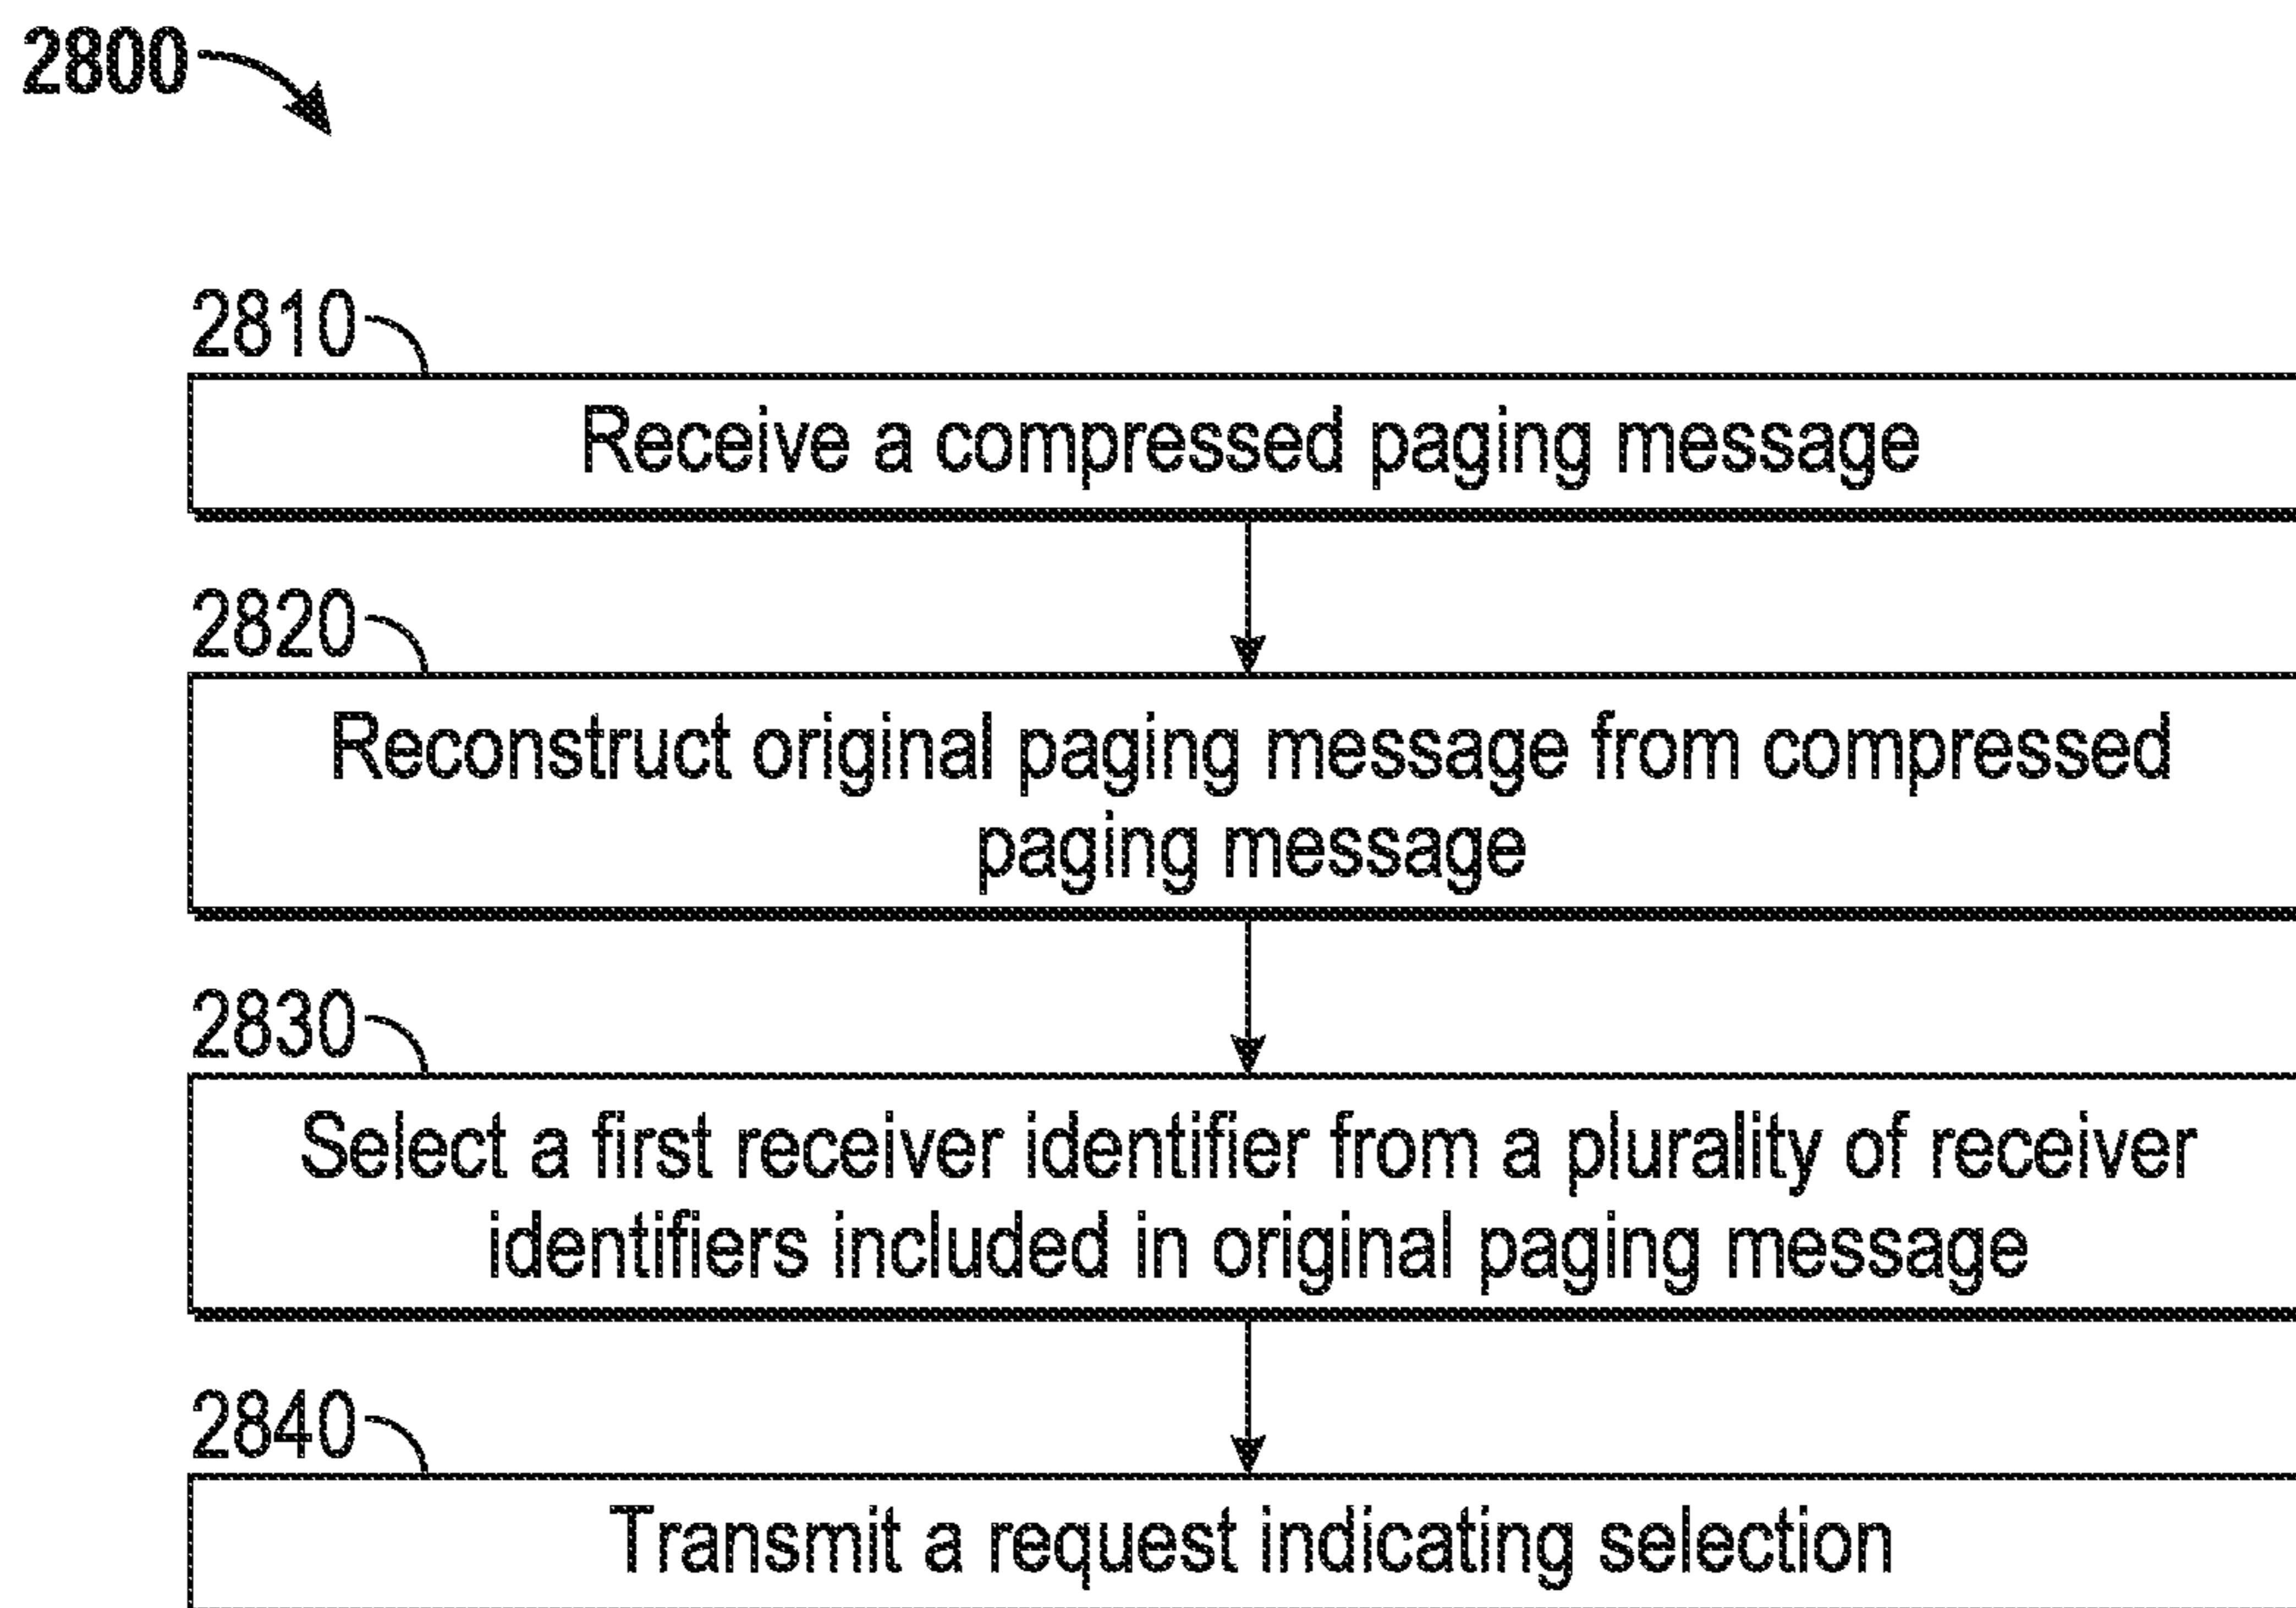 2800
2810
Receive a compressed paging message
2820
Reconstruct original paging message from compressed
paging message
2830
Select a first receiver identifier from a plurality of receiver
identifiers included in original paging message
2840
Transmit a request indicating selection